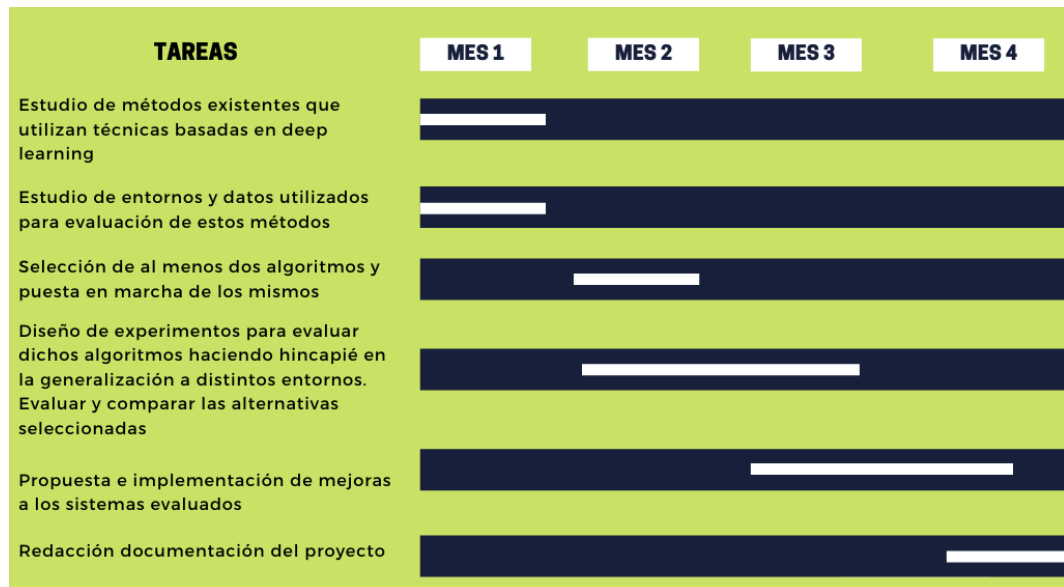 TAREAS
MES 1
MES 2
MES 3
MES 4
Estudio de métodos existentes que
utilizan técnicas basadas en deep
learning
Estudio de entornos y datos utilizados
para evaluación de estos métodos
Selección de al menos dos algoritmos y
puesta en marcha de los mismos
Diseño de experimentos para evaluar
dichos algoritmos haciendo hincapié en
la generalización a distintos entornos.
Evaluar y comparar las alternativas
seleccionadas
Propuesta e implementación de mejoras
a los sistemas evaluados
Redacción documentación del proyecto